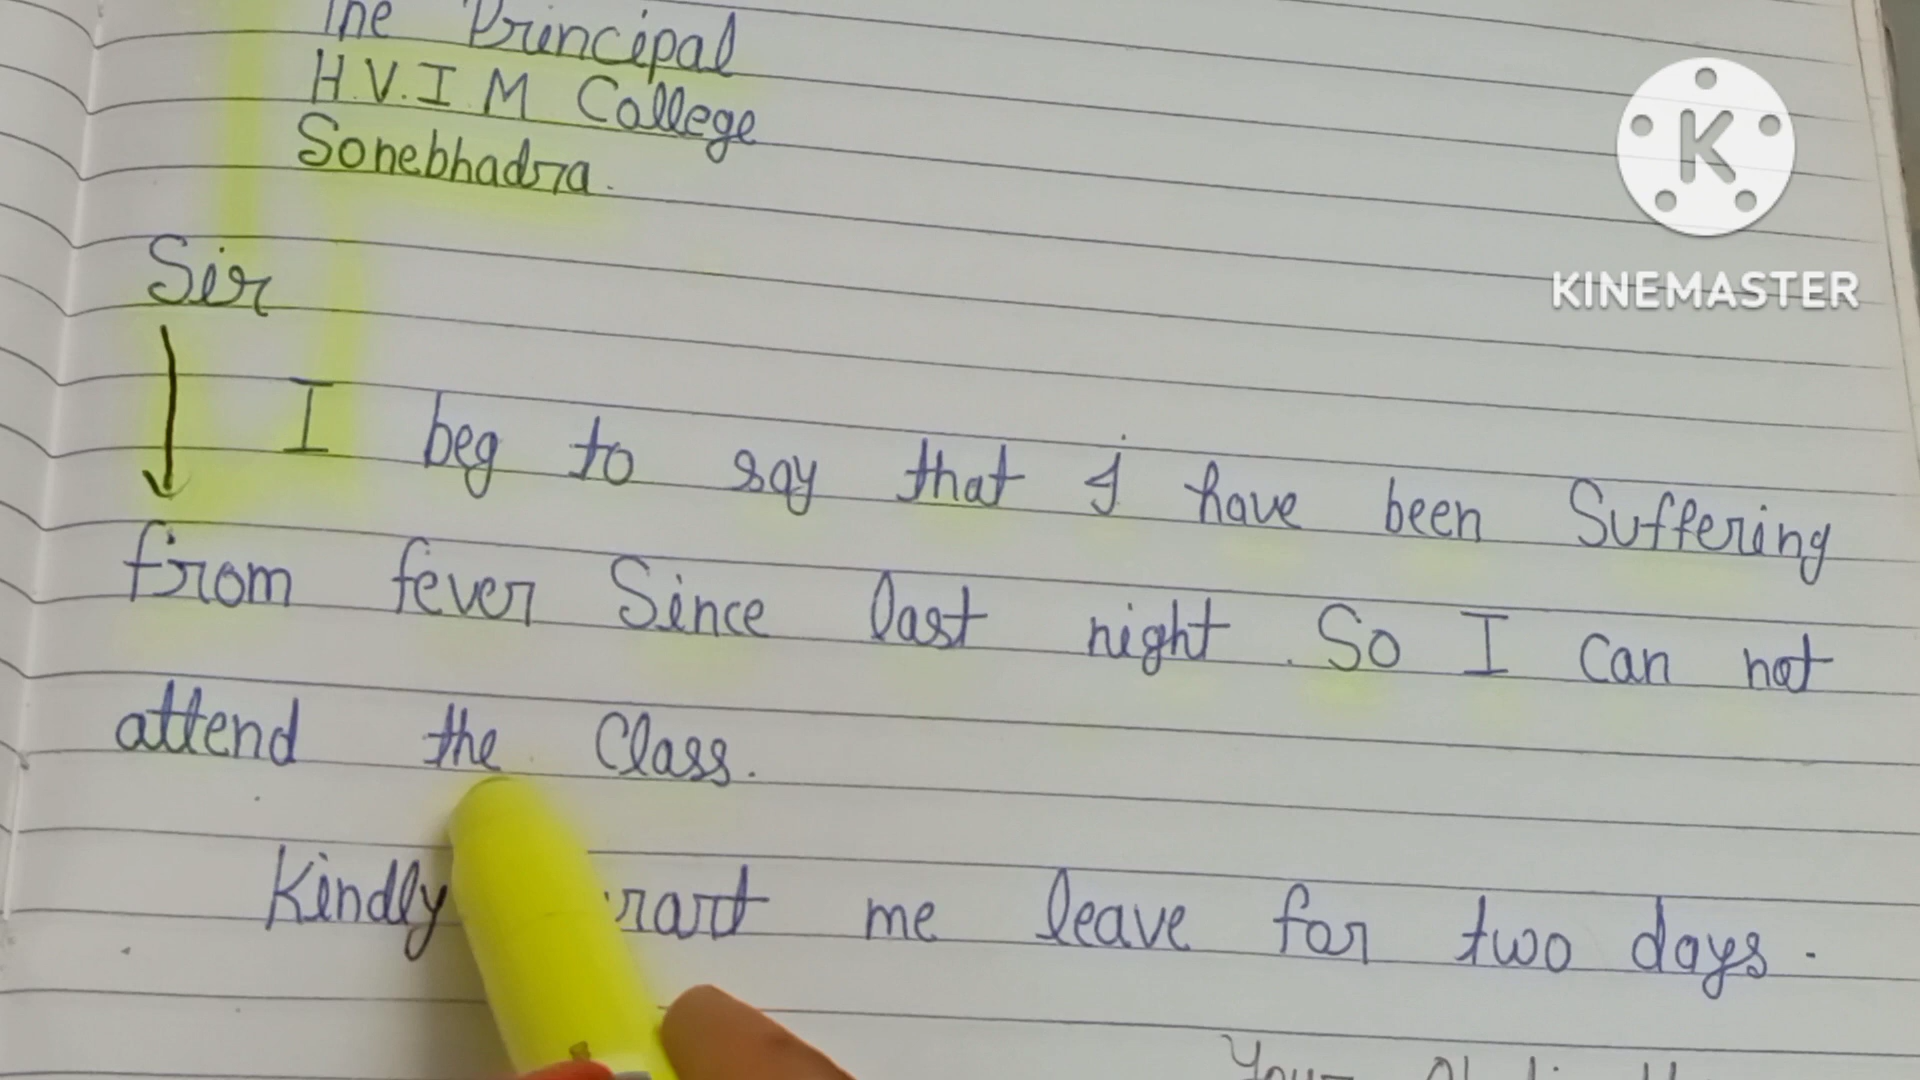 The Principal
H.V.I.M College
Sonebhadra.
Sir
I beg to say that I have been Suffering
from fever Since last night. So I can not
attend the Class.
Kindly me leave for two days.
K
KINEMASTER